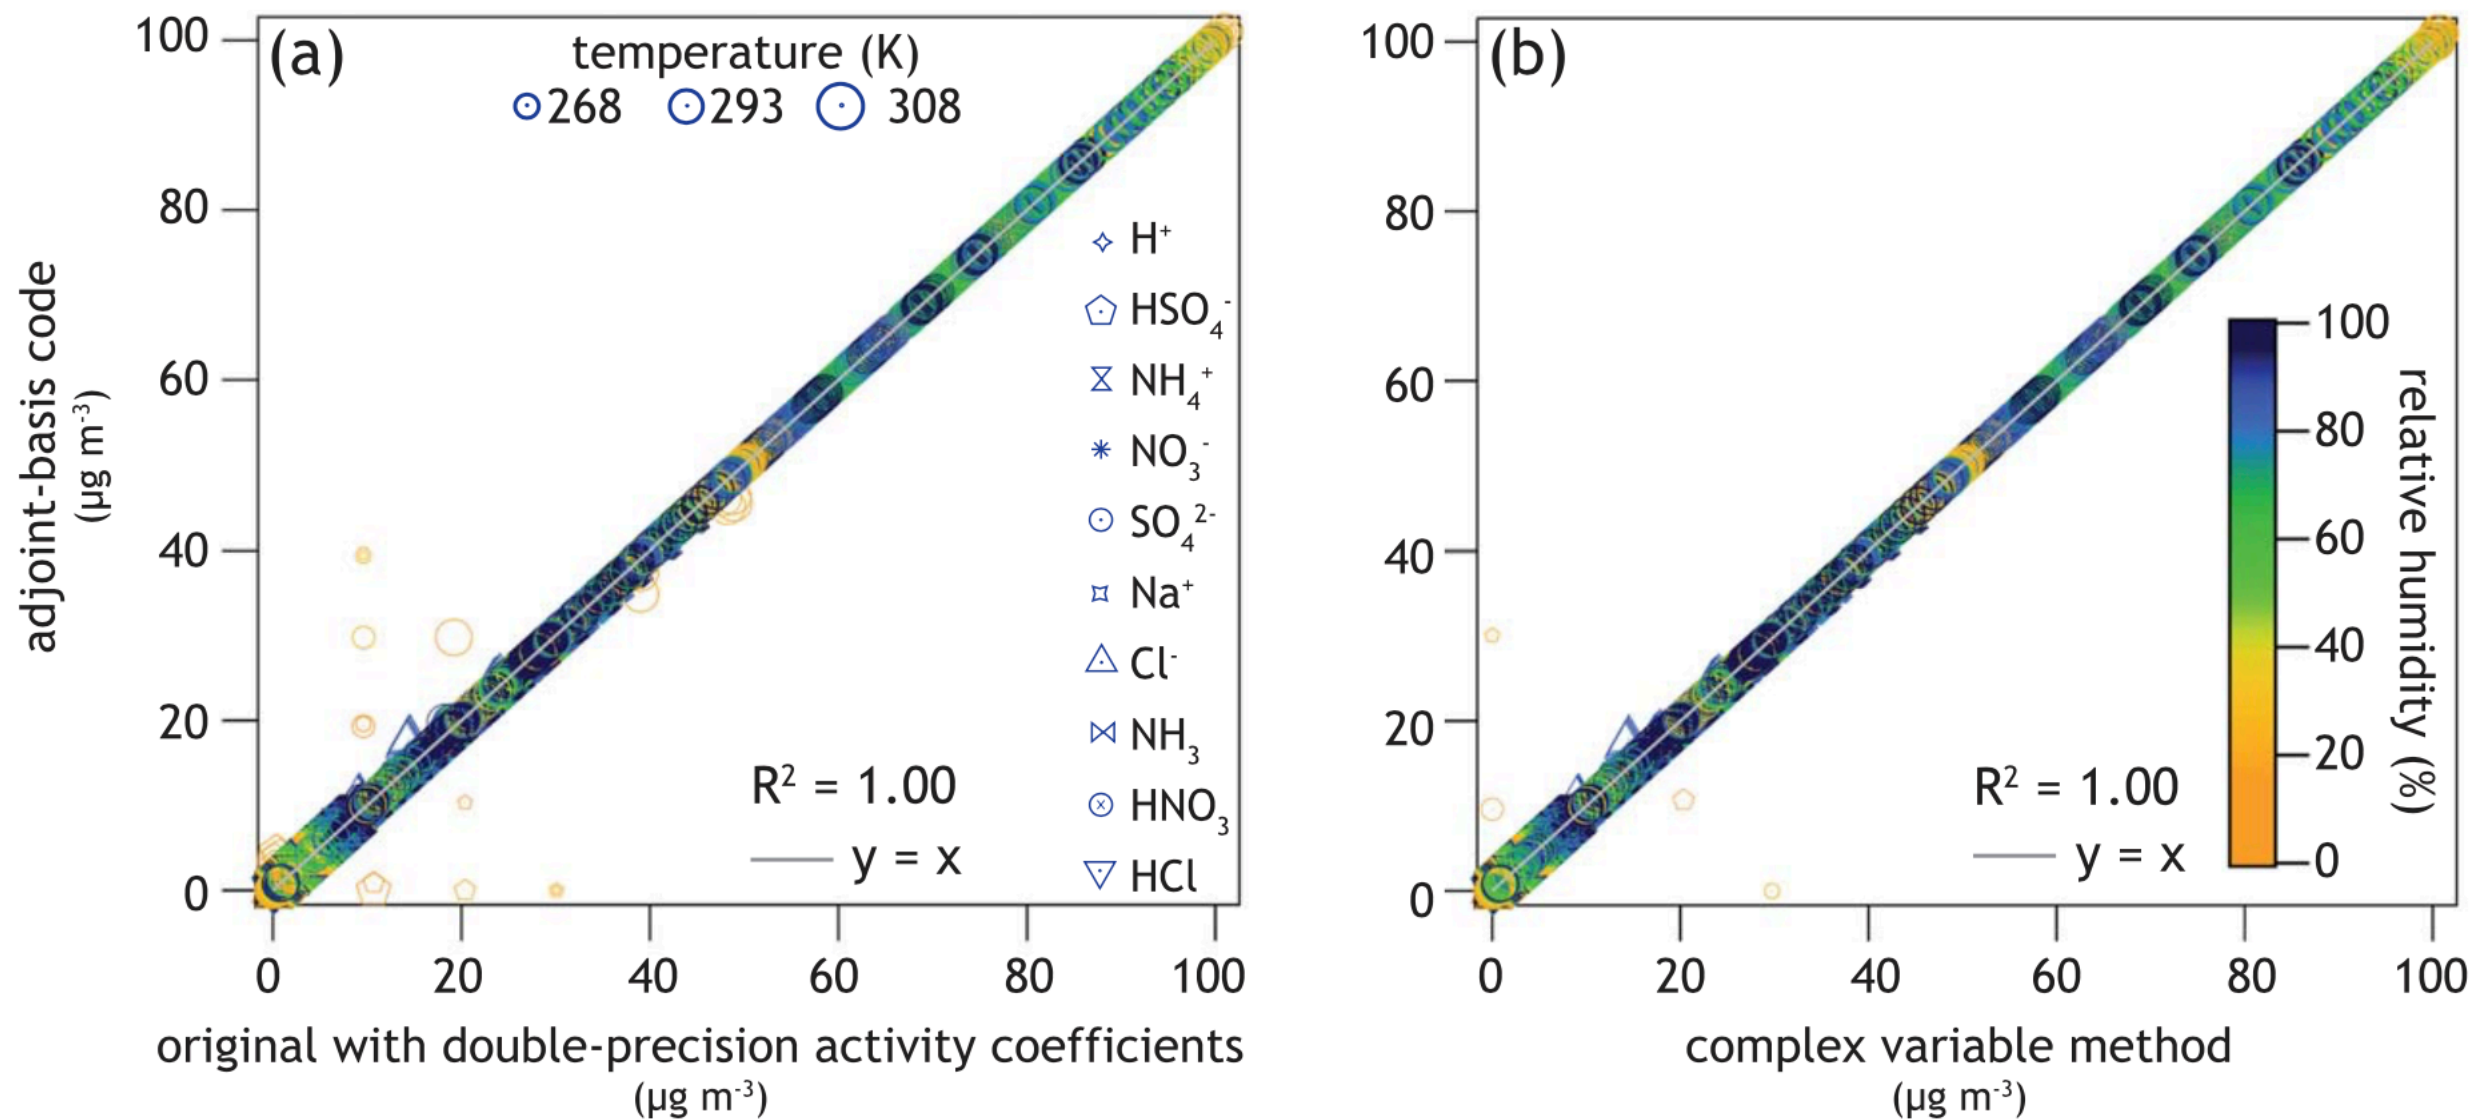 (a)
temperature (K)
268 293 308
100
80
60
40
20
0
adjoint-basis code
(µg m⁻³)
H⁺
HSO₄⁻
NH₄⁺
NO₃⁻
SO₄²⁻
Na⁺
Cl⁻
NH₃
HNO₃
HCl
R² = 1.00
y = x
0 20 40 60 80 100
original with double-precision activity coefficients
(µg m⁻³)
(b)
100
80
60
40
20
0
R² = 1.00
y = x
100
80
60
40
20
0
relative humidity (%)
0 20 40 60 80 100
complex variable method
(µg m⁻³)